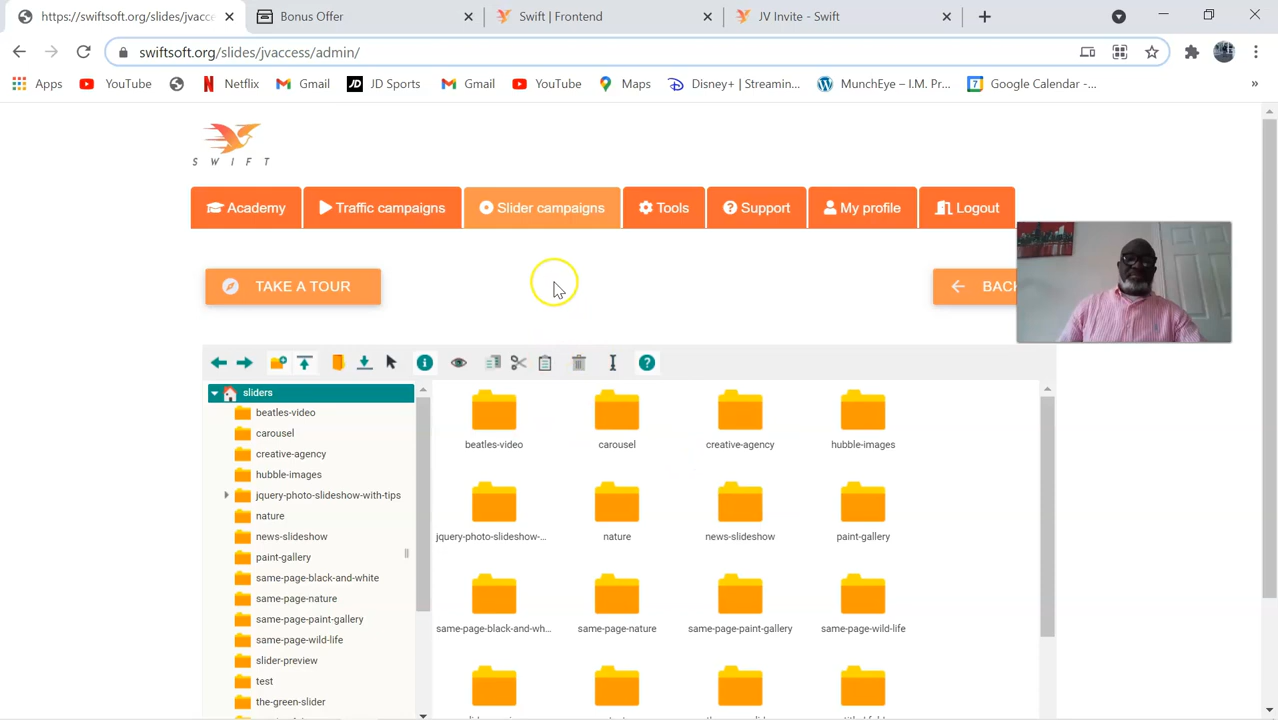 https://swiftsoft.org/slides/jvacce
Bonus Offer
Swift | Frontend
JV Invite - Swift
swiftsoft.org/slides/jvaccess/admin/
Apps
YouTube
Netflix
Gmail
JD Sports
Gmail
YouTube
Maps
Disney+ | Streamin...
MunchEye – I.M. Pr...
Google Calendar -...
S W I F T
Academy
Traffic campaigns
Slider campaigns
Tools
Support
My profile
Logout
TAKE A TOUR
BACK
sliders
beatles-video
carousel
creative-agency
hubble-images
jquery-photo-slideshow-with-tips
nature
news-slideshow
paint-gallery
same-page-black-and-white
same-page-nature
same-page-paint-gallery
same-page-wild-life
slider-preview
test
the-green-slider
beatles-video
carousel
creative-agency
hubble-images
jquery-photo-slideshow-...
nature
news-slideshow
paint-gallery
same-page-black-and-wh...
same-page-nature
same-page-paint-gallery
same-page-wild-life